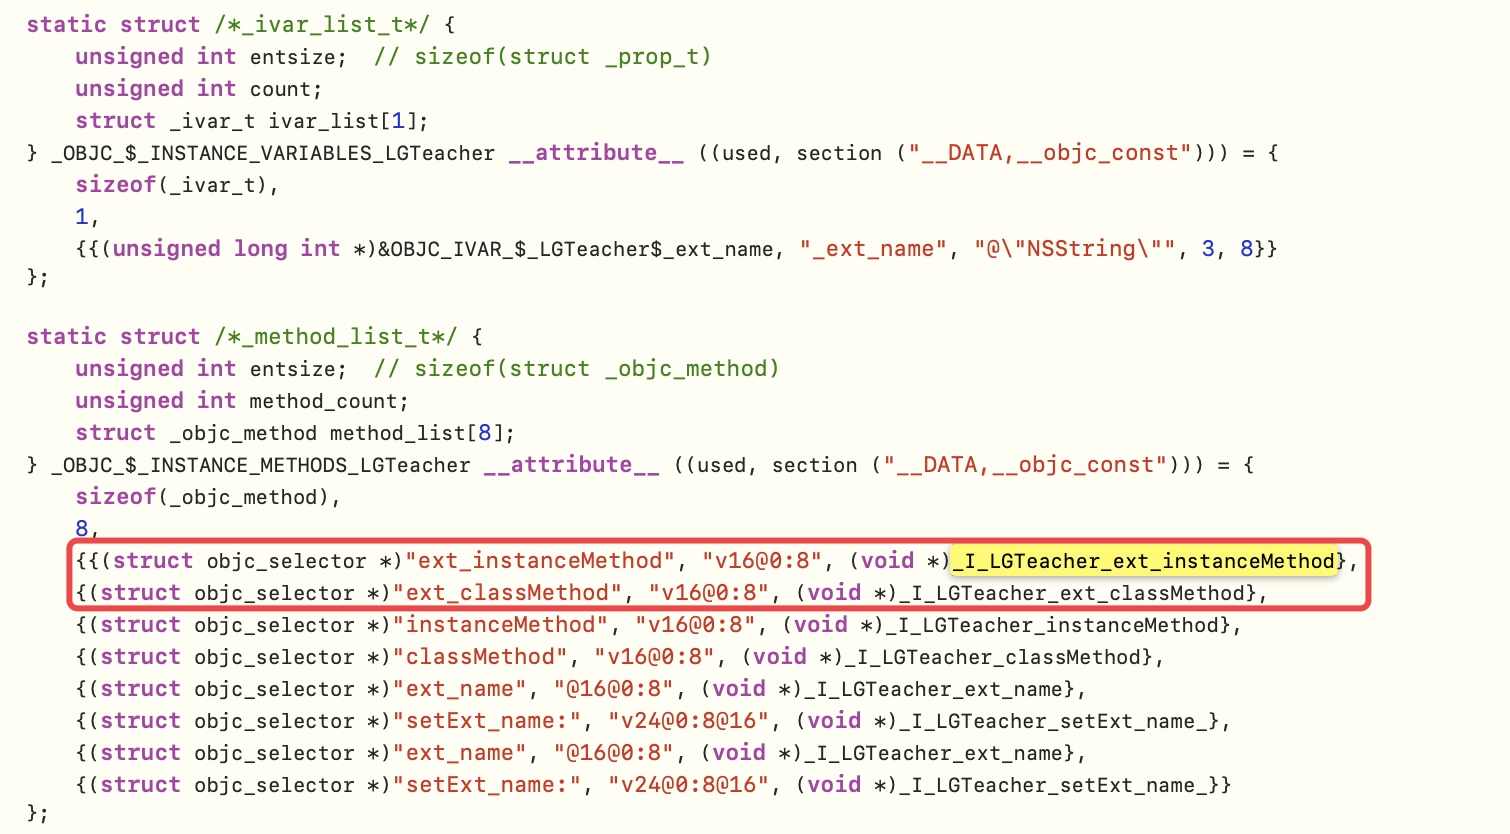 static struct /*_ivar_list_t*/ {
    unsigned int entsize;  // sizeof(struct _prop_t)
    unsigned int count;
    struct _ivar_t ivar_list[1];
} _OBJC_$_INSTANCE_VARIABLES_LGTeacher __attribute__ ((used, section ("__DATA,__objc_const"))) = {
    sizeof(_ivar_t),
    1,
    {{(unsigned long int *)&OBJC_IVAR_$_LGTeacher$_ext_name, "_ext_name", "@\"NSString\"", 3, 8}}
};
static struct /*_method_list_t*/ {
    unsigned int entsize;  // sizeof(struct _objc_method)
    unsigned int method_count;
    struct _objc_method method_list[8];
} _OBJC_$_INSTANCE_METHODS_LGTeacher __attribute__ ((used, section ("__DATA,__objc_const"))) = {
    sizeof(_objc_method),
    8,
    {{(struct objc_selector *)"ext_instanceMethod", "v16@0:8", (void *)_I_LGTeacher_ext_instanceMethod},
    {(struct objc_selector *)"ext_classMethod", "v16@0:8", (void *)_I_LGTeacher_ext_classMethod},
    {(struct objc_selector *)"instanceMethod", "v16@0:8", (void *)_I_LGTeacher_instanceMethod},
    {(struct objc_selector *)"classMethod", "v16@0:8", (void *)_I_LGTeacher_classMethod},
    {(struct objc_selector *)"ext_name", "@16@0:8", (void *)_I_LGTeacher_ext_name},
    {(struct objc_selector *)"setExt_name:", "v24@0:8@16", (void *)_I_LGTeacher_setExt_name_},
    {(struct objc_selector *)"ext_name", "@16@0:8", (void *)_I_LGTeacher_ext_name},
    {(struct objc_selector *)"setExt_name:", "v24@0:8@16", (void *)_I_LGTeacher_setExt_name_}}
};